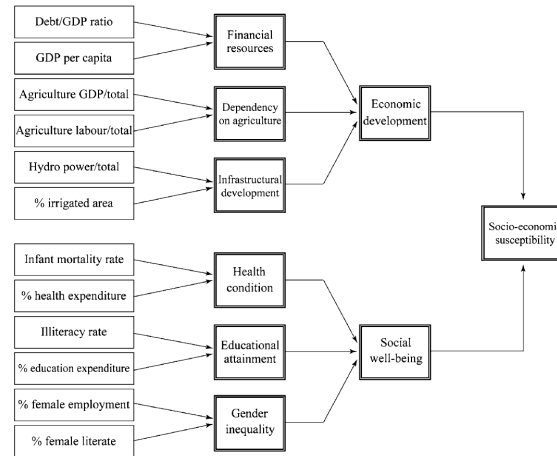 Debt/GDP ratio
GDP per capita
Financial
resources
Agriculture GDP/total
Agriculture labour/total
Dependency
on agriculture
Economic
development
Hydro power/total
% irrigated area
Infrastructural
development
Socio-economic
susceptibility
Infant mortality rate
% health expenditure
Health
condition
Illiteracy rate
% education expenditure
Educational
attainment
Social
well-being
% female employment
% female literate
Gender
inequality